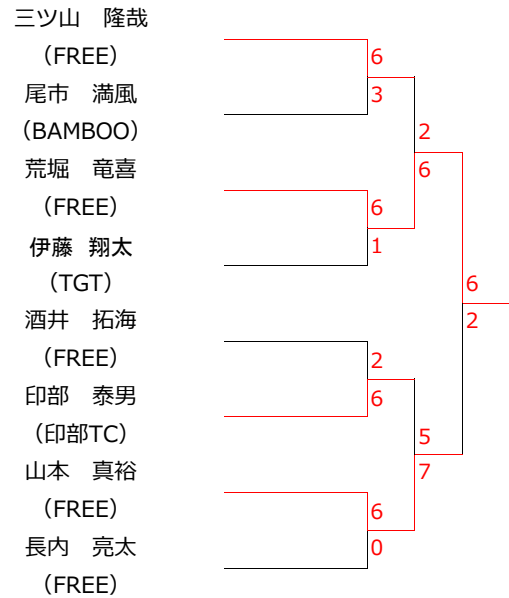 三ツ山　隆哉
（FREE）
6
尾市　満風
3
（BAMBOO）
2
荒堀　竜喜
6
（FREE）
6
伊藤　翔太
1
（TGT）
6
酒井　拓海
2
（FREE）
2
印部　泰男
6
（印部TC）
5
山本　真裕
7
（FREE）
6
長内　亮太
0
（FREE）